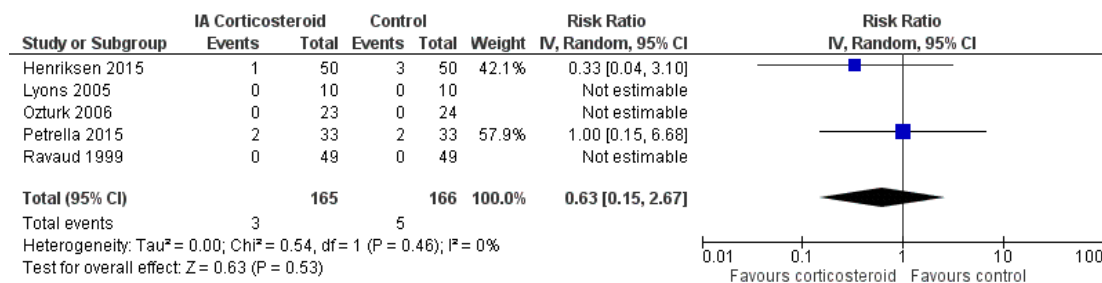 IA Corticosteroid Control Risk Ratio Risk Ratio
Study or Subgroup Events Total Events Total Weight IV, Random, 95% CI IV, Random, 95% CI
Henriksen 2015 1 50 3 50 42.1% 0.33 [0.04, 3.10]
Lyons 2005 0 10 0 10 Not estimable
Ozturk 2006 0 23 0 24 Not estimable
Petrella 2015 2 33 2 33 57.9% 1.00 [0.15, 6.68]
Ravaud 1999 0 49 0 49 Not estimable
Total (95% CI) 165 166 100.0% 0.63 [0.15, 2.67]
Total events 3 5
Heterogeneity: Tau² = 0.00; Chi² = 0.54, df = 1 (P = 0.46); I² = 0%
Test for overall effect: Z = 0.63 (P = 0.53)
0.01 0.1 1 10 100
Favours corticosteroid Favours control